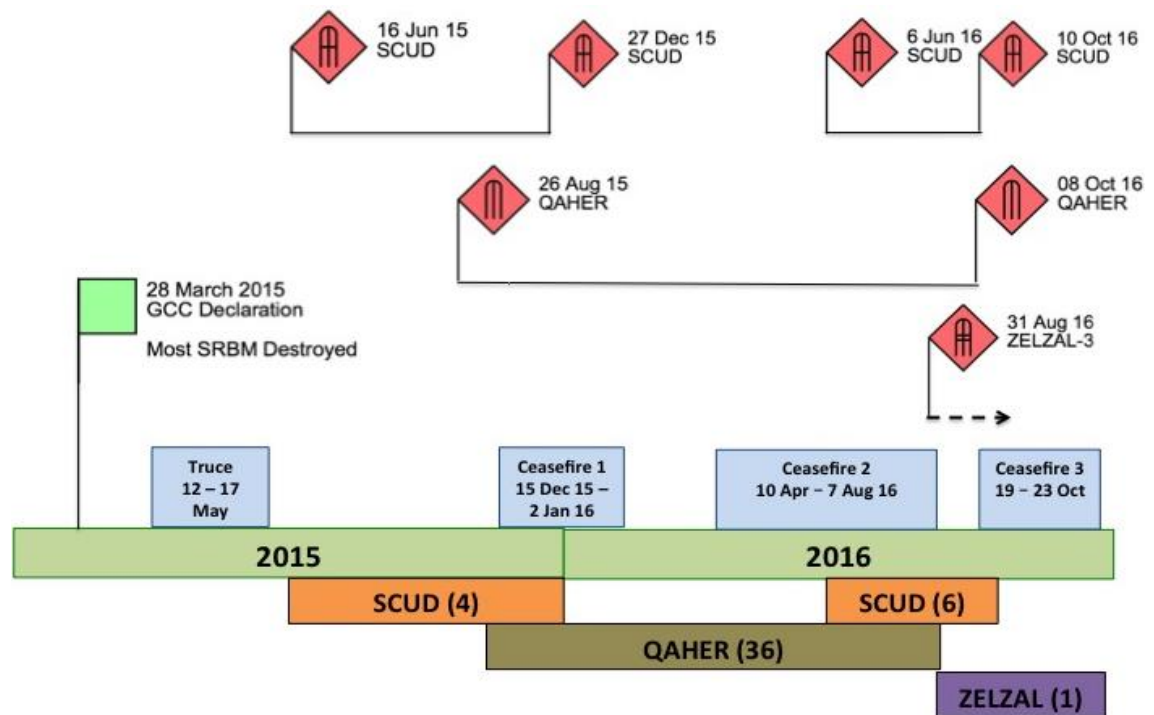 16 Jun 15
SCUD
27 Dec 15
SCUD
6 Jun 16
SCUD
10 Oct 16
SCUD
26 Aug 15
QAHER
08 Oct 16
QAHER
28 March 2015
GCC Declaration
Most SRBM Destroyed
31 Aug 16
ZELZAL-3
Truce
12 – 17
May
Ceasefire 1
15 Dec 15 –
2 Jan 16
Ceasefire 2
10 Apr – 7 Aug 16
Ceasefire 3
19 – 23 Oct
2015
2016
SCUD (4)
SCUD (6)
QAHER (36)
ZELZAL (1)